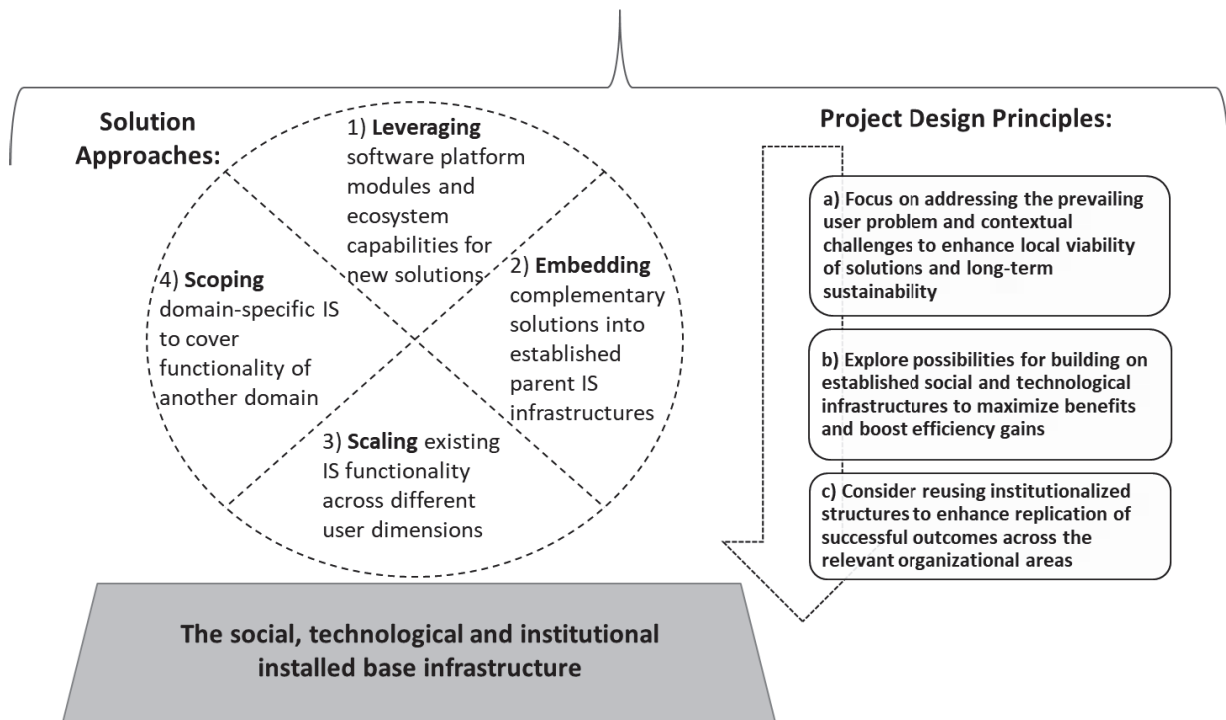 Solution
Approaches:
1) Leveraging
software platform
modules and
ecosystem
capabilities for
new solutions
2) Embedding
complementary
solutions into
established
parent IS
infrastructures
3) Scaling existing
IS functionality
across different
user dimensions
4) Scoping
domain-specific IS
to cover
functionality of
another domain
The social, technological and institutional
installed base infrastructure
Project Design Principles:
a) Focus on addressing the prevailing
user problem and contextual
challenges to enhance local viability
of solutions and long-term
sustainability
b) Explore possibilities for building on
established social and technological
infrastructures to maximize benefits
and boost efficiency gains
c) Consider reusing institutionalized
structures to enhance replication of
successful outcomes across the
relevant organizational areas